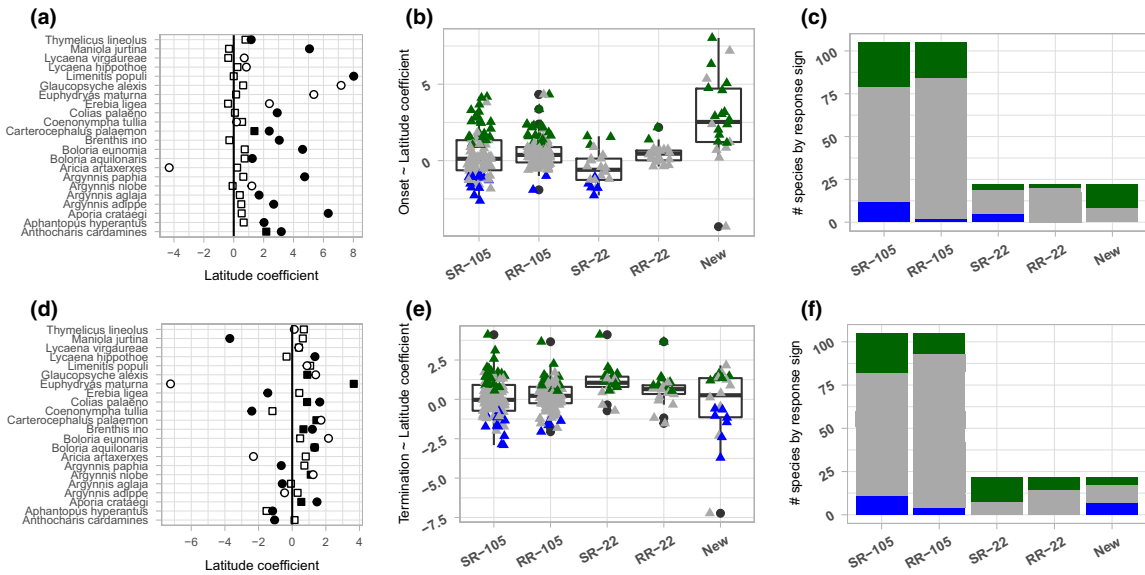 (a)
Thymelicus lineolus
Maniola jurtina
Lycaena virgaureae
Lycaena hippothoe
Limenitis populi
Glaucopsyche alexis
Euphydryas maturna
Erebia ligea
Colias palaeno
Coenonympha tullia
Carterocephalus palaemon
Brenthis ino
Boloria eunomia
Boloria aquilonaris
Aricia artaxerxes
Argynnis paphia
Argynnis niobe
Argynnis aglaja
Argynnis adippe
Aporia crataegi
Aphantopus hyperantus
Anthocharis cardamines
−4 −2 0 2 4 6 8
Latitude coefficient
(b)
Onset ~ Latitude coefficient
5
0
SR−105 RR−105 SR−22 RR−22 New
(c)
# species by response sign
100
75
50
25
0
SR−105 RR−105 SR−22 RR−22 New
(d)
Thymelicus lineolus
Maniola jurtina
Lycaena virgaureae
Lycaena hippothoe
Limenitis populi
Glaucopsyche alexis
Euphydryas maturna
Erebia ligea
Colias palaeno
Coenonympha tullia
Carterocephalus palaemon
Brenthis ino
Boloria eunomia
Boloria aquilonaris
Aricia artaxerxes
Argynnis paphia
Argynnis niobe
Argynnis aglaja
Argynnis adippe
Aporia crataegi
Aphantopus hyperantus
Anthocharis cardamines
−6 −4 −2 0 2 4
Latitude coefficient
(e)
Termination ~ Latitude coefficient
2.5
0.0
−2.5
−5.0
−7.5
SR−105 RR−105 SR−22 RR−22 New
(f)
# species by response sign
100
75
50
25
0
SR−105 RR−105 SR−22 RR−22 New